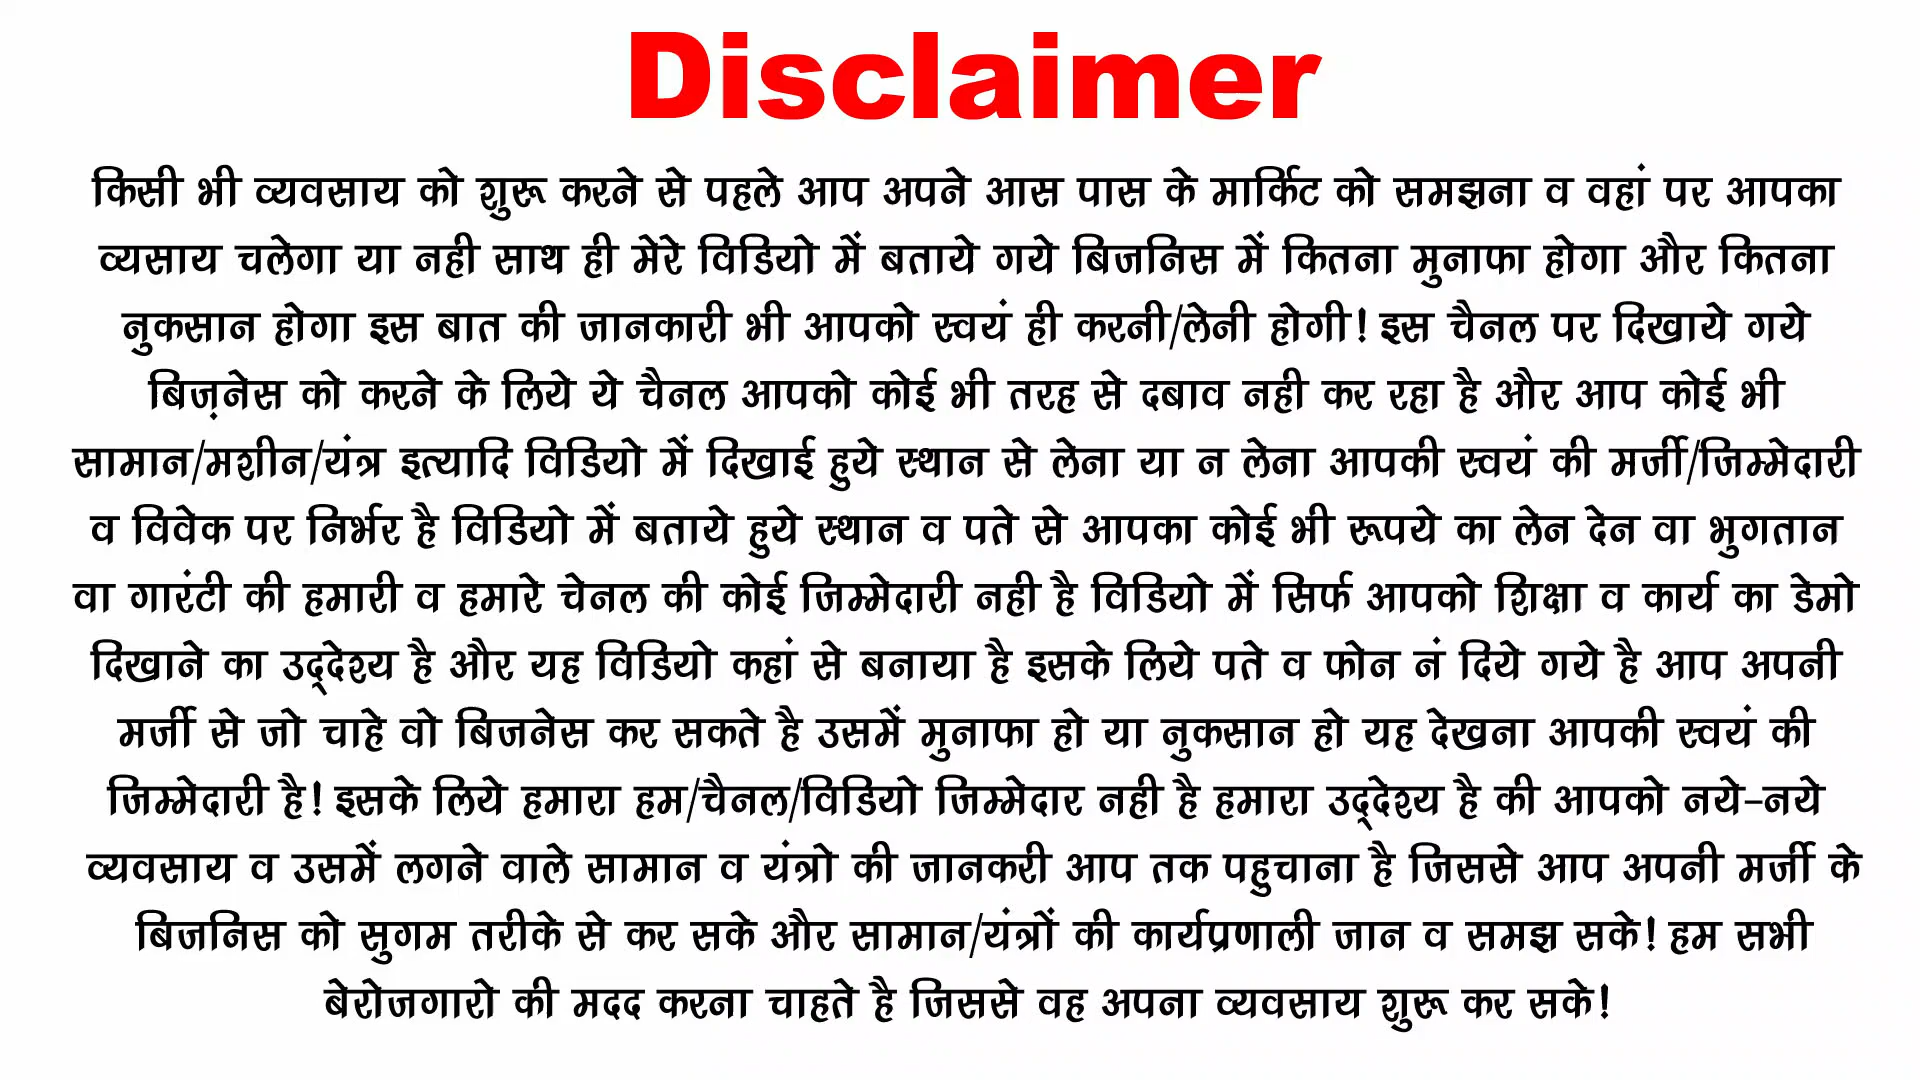 Disclaimer
किसी भी व्यवसाय को शुरू करने से पहले आप अपने आस पास के मार्किट को समझना व वहां पर आपका
व्यसाय चलेगा या नही साथ ही मेरे विडियो में बताये गये बिजनिस में कितना मुनाफा होगा और कितना
नुकसान होगा इस बात की जानकारी भी आपको स्वयं ही करनी/लेनी होगी! इस चैनल पर दिखाये गये
बिज़नेस को करने के लिये ये चैनल आपको कोई भी तरह से दबाव नही कर रहा है और आप कोई भी
सामान/मशीन/यंत्र इत्यादि विडियो में दिखाई हुये स्थान से लेना या न लेना आपकी स्वयं की मर्जी/जिम्मेदारी
व विवेक पर निर्भर है विडियो में बताये हुये स्थान व पते से आपका कोई भी रूपये का लेन देन वा भुगतान
वा गारंटी की हमारी व हमारे चेनल की कोई जिम्मेदारी नही है विडियो में सिर्फ आपको शिक्षा व कार्य का डेमो
दिखाने का उद्देश्य है और यह विडियो कहां से बनाया है इसके लिये पते व फोन नं दिये गये है आप अपनी
मर्जी से जो चाहे वो बिजनेस कर सकते है उसमें मुनाफा हो या नुकसान हो यह देखना आपकी स्वयं की
जिम्मेदारी है! इसके लिये हमारा हम/चैनल/विडियो जिम्मेदार नही है हमारा उद्देश्य है की आपको नये-नये
व्यवसाय व उसमें लगने वाले सामान व यंत्रो की जानकरी आप तक पहुचाना है जिससे आप अपनी मर्जी के
बिजनिस को सुगम तरीके से कर सके और सामान/यंत्रों की कार्यप्रणाली जान व समझ सके! हम सभी
बेरोजगारो की मदद करना चाहते है जिससे वह अपना व्यवसाय शुरू कर सके!